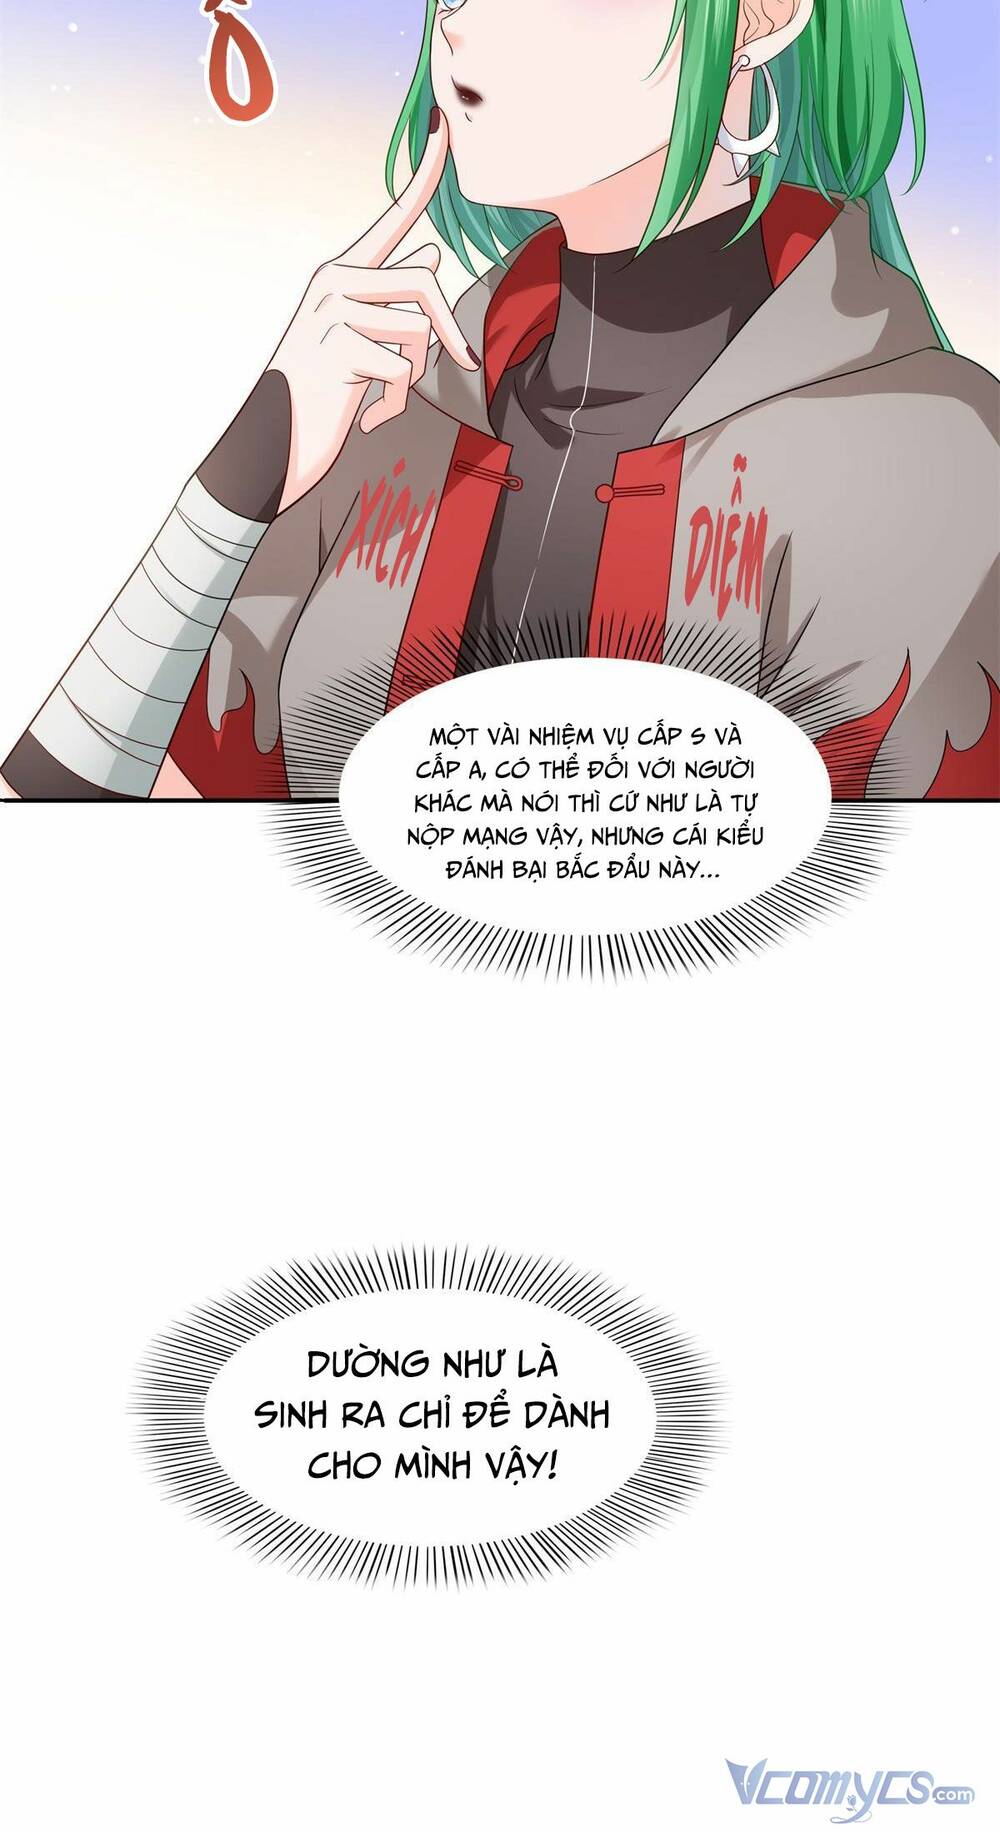 Ồ
XÍCH
DIỄM
MỘT VÀI NHIỆM VỤ CẤP S VÀ
CẤP A, CÓ THỂ ĐỐI VỚI NGƯỜI
KHÁC MÀ NÓI THÌ CỨ NHƯ LÀ TỰ
NỘP MẠNG VẬY, NHƯNG CÁI KIỂU
ĐÁNH BẠI BẮC ĐẨU NÀY...
DƯỜNG NHƯ LÀ
SINH RA CHỈ ĐỂ DÀNH
CHO MÌNH VẬY!
VCOMYCS.com